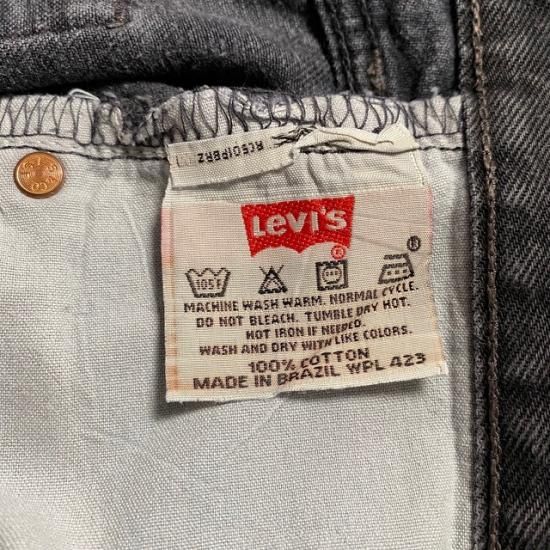 RC501PBRZ
Levi's
®
®
105F
MACHINE WASH WARM. NORMAL CYCLE.
DO NOT BLEACH. TUMBLE DRY HOT.
HOT IRON IF NEEDED.
WASH AND DRY WITH LIKE COLORS.
100% COTTON
MADE IN BRAZIL WPL 423